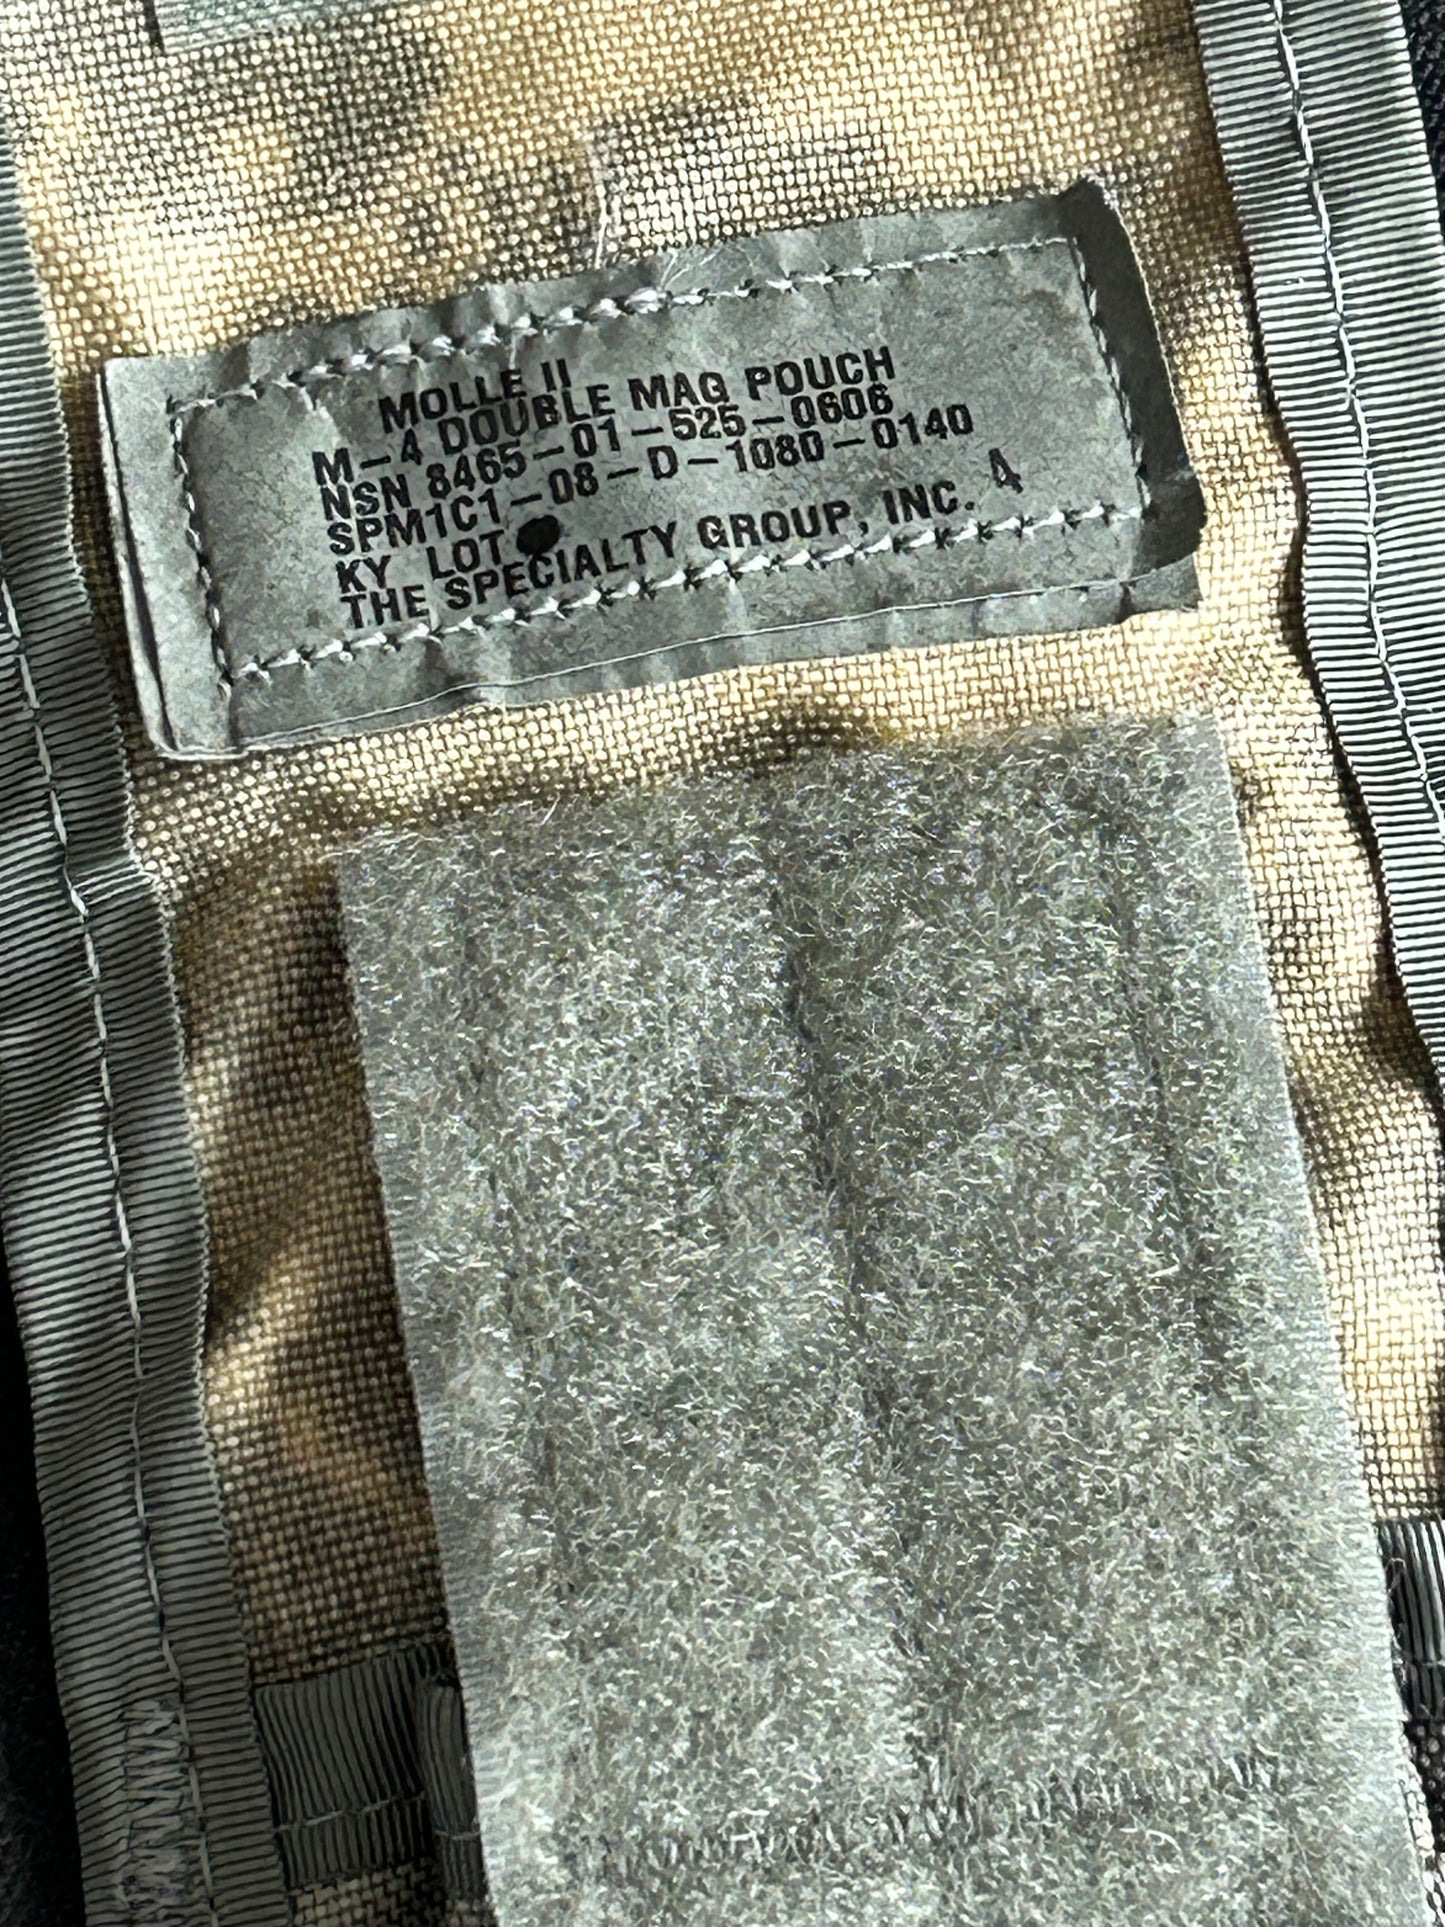 MOLLE II
M-4 DOUBLE MAG POUCH
NSN 8465-01-525-0606
SPM1C1-08-D-1080-0140
KY LOT
THE SPECIALTY GROUP, INC. 4